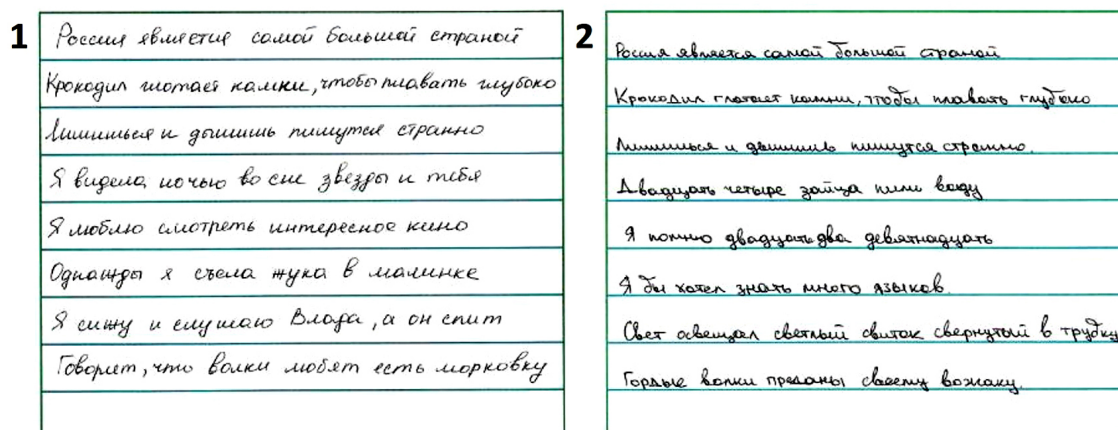 1
Россия является самой большой страной
Крокодил глотает камни, чтобы плавать глубоко
Лишишься и дышишь пишутся странно
Я видела ночью во сне звезды и тебя
Я люблю смотреть интересное кино
Однажды я съела жука в малинке
Я сижу и слушаю Влада, а он спит
Говорят, что волки любят есть морковку
2
Россия является самой большой страной
Крокодил глотает камни, чтобы плавать глубоко
Лишишься и дышишь пишутся странно.
Двадцать четыре зайца пили воду
Я помню двадцать два девятнадцать
Я бы хотел знать много языков.
Свет освещал светлый свиток свернутый в трубку
Гордые волки преданы своему вожаку.